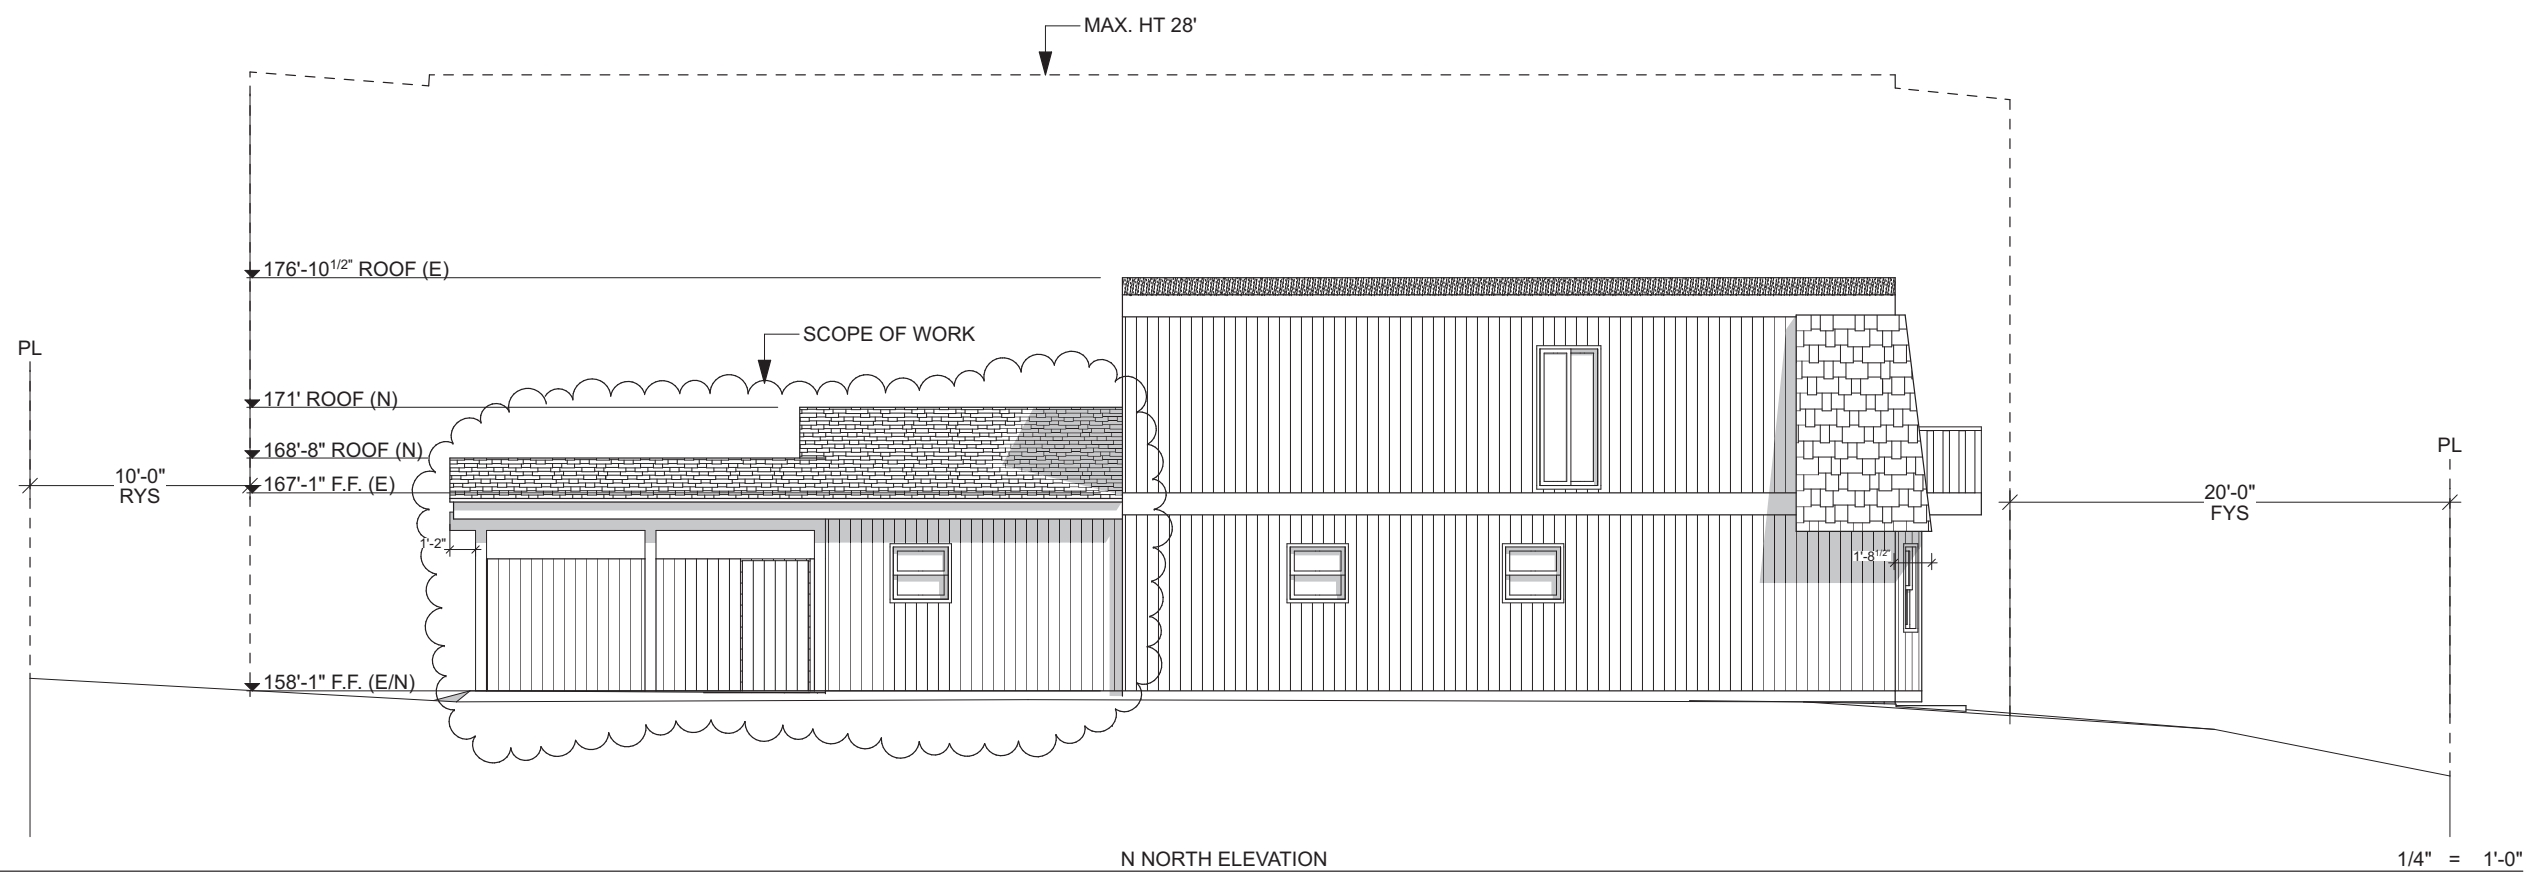 MAX. HT 28'
176'-10 1/2" ROOF (E)
SCOPE OF WORK
PL
171' ROOF (N)
168'-8" ROOF (N)
PL
10'-0"
RYS
167'-1" F.F. (E)
20'-0"
FYS
1'-2"
1'-8 1/2"
158'-1" F.F. (E/N)
N NORTH ELEVATION
1/4" = 1'-0"